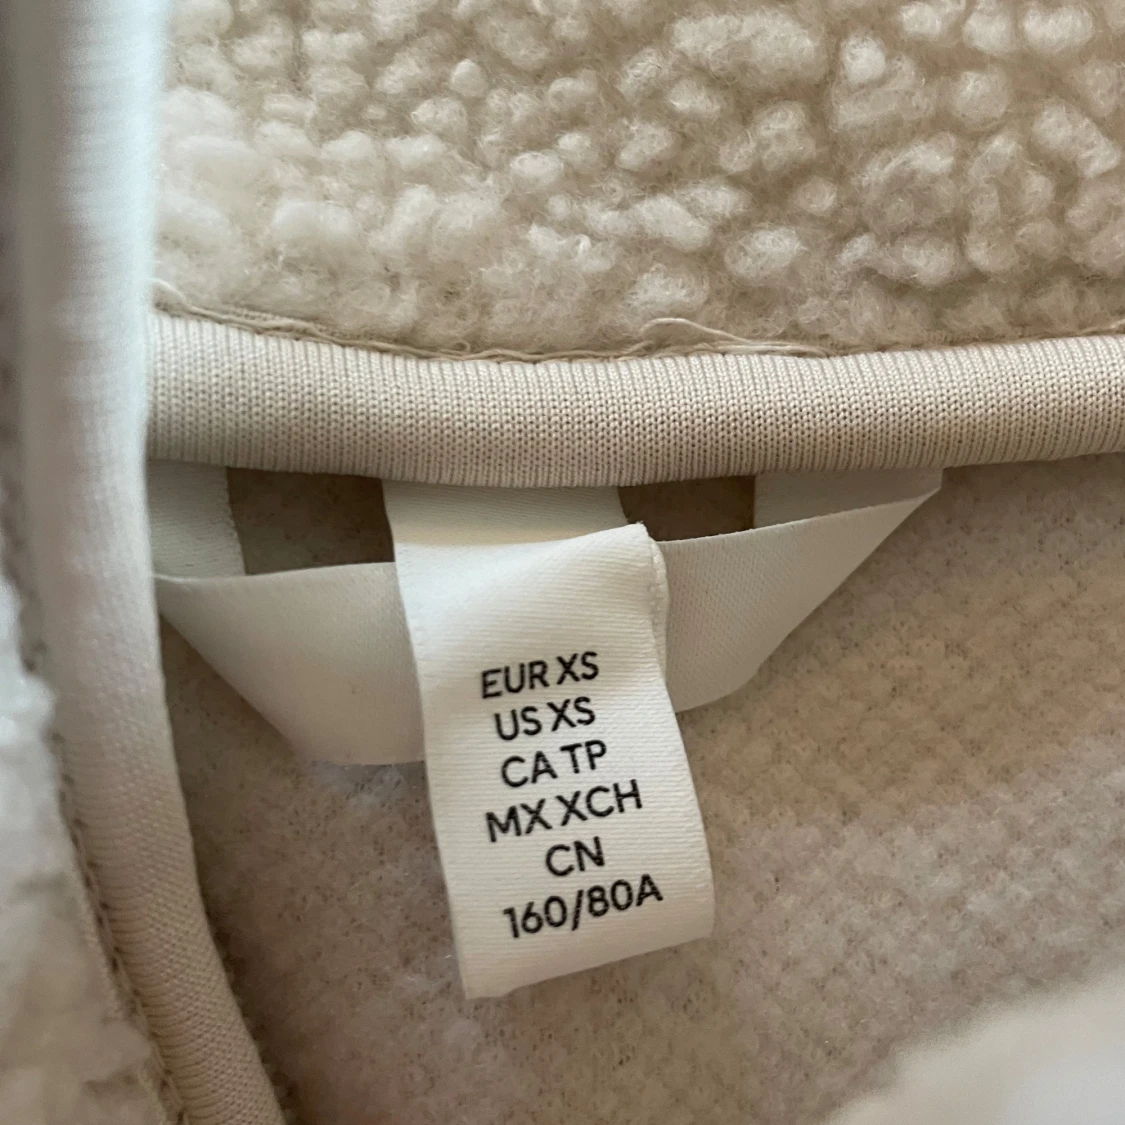 EUR XS
US XS
CA TP
MX XCH
CN
160/80A